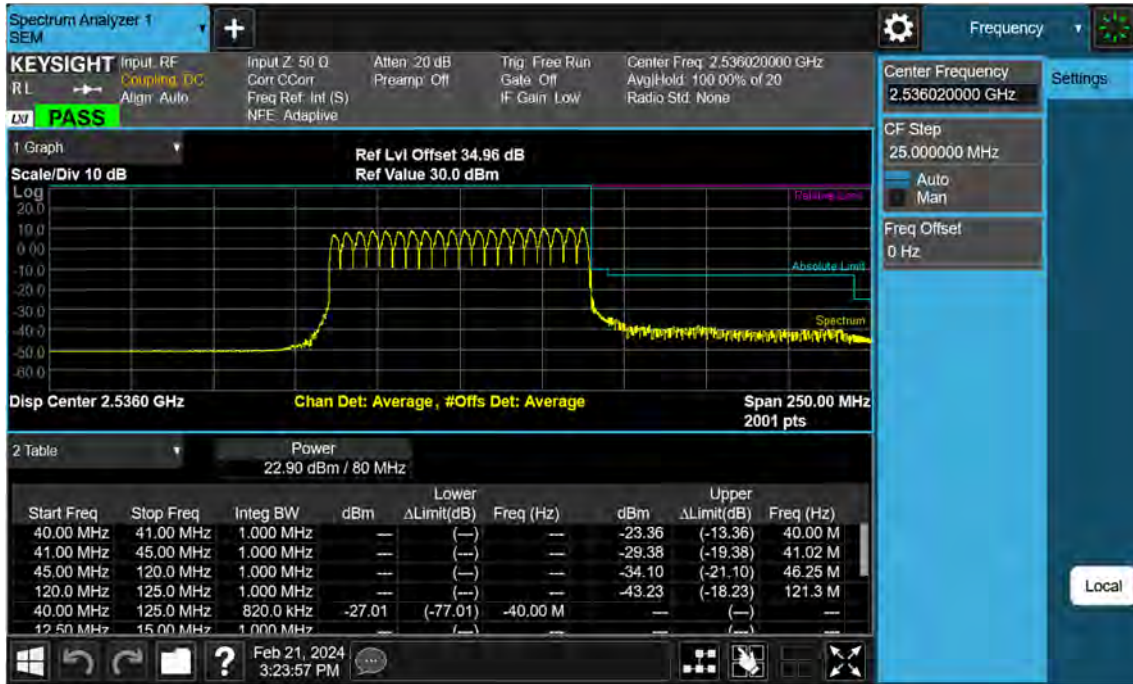 Spectrum Analyzer 1
SEM
+
Frequency
KEYSIGHT
RL
LXI
PASS
Input: RF
Coupling: DC
Align: Auto
Input Z: 50 Ω
Corr CCorr
Freq Ref: Int (S)
NFE: Adaptive
Atten: 20 dB
Preamp: Off
Trig: Free Run
Gate: Off
IF Gain: Low
Center Freq: 2.536020000 GHz
Avg|Hold: 100.00% of 20
Radio Std: None
Center Frequency
2.536020000 GHz
Settings
CF Step
25.000000 MHz
Auto
Man
Freq Offset
0 Hz
1 Graph
Scale/Div 10 dB
Ref Lvl Offset 34.96 dB
Ref Value 30.0 dBm
Log
20.0
10.0
0.00
-10.0
-20.0
-30.0
-40.0
-50.0
-60.0
Relative Limit
Absolute Limit
Spectrum
Disp Center 2.5360 GHz
Chan Det: Average, #Offs Det: Average
Span 250.00 MHz
2001 pts
2 Table
Power
22.90 dBm / 80 MHz
Lower Upper
Start Freq Stop Freq Integ BW dBm ΔLimit(dB) Freq (Hz) dBm ΔLimit(dB) Freq (Hz)
40.00 MHz 41.00 MHz 1.000 MHz --- (---) --- -23.36 (-13.36) 40.00 M
41.00 MHz 45.00 MHz 1.000 MHz --- (---) --- -29.38 (-19.38) 41.02 M
45.00 MHz 120.0 MHz 1.000 MHz --- (---) --- -34.10 (-21.10) 46.25 M
120.0 MHz 125.0 MHz 1.000 MHz --- (---) --- -43.23 (-18.23) 121.3 M
40.00 MHz 125.0 MHz 820.0 kHz -27.01 (-77.01) -40.00 M --- (---) ---
12.50 MHz 15.00 MHz 1.000 MHz --- (---) --- --- (---) ---
Local
?
Feb 21, 2024
3:23:57 PM